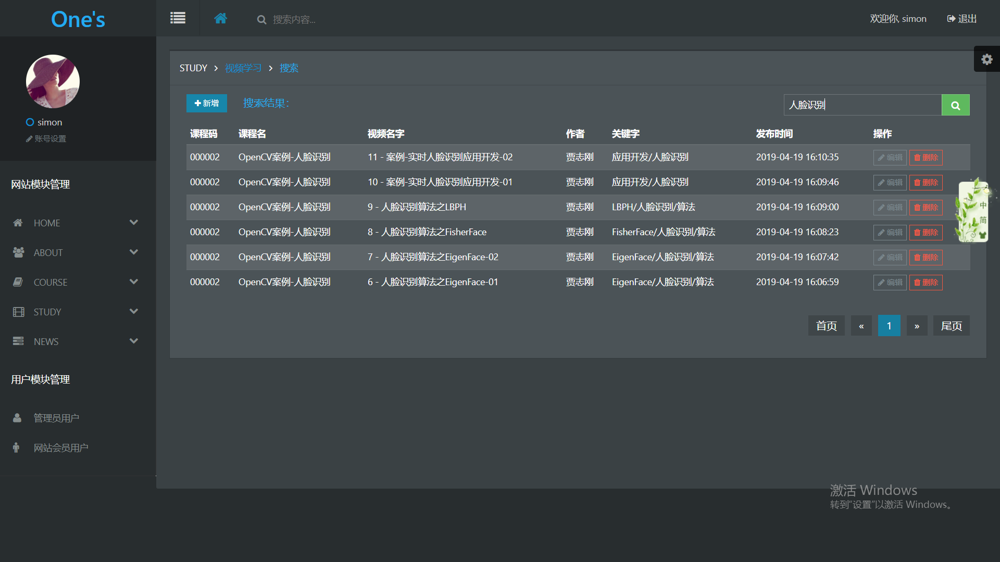 One's
搜索内容...
欢迎你, simon
退出
simon
账号设置
网站模块管理
HOME
ABOUT
COURSE
STUDY
NEWS
用户模块管理
管理员用户
网站会员用户
STUDY 视频学习 搜索
新增 搜索结果: 人脸识别
课程码 课程名 视频名字 作者 关键字 发布时间 操作
000002 OpenCV案例-人脸识别 11 - 案例-实时人脸识别应用开发-02 贾志刚 应用开发/人脸识别 2019-04-19 16:10:35 编辑 删除
000002 OpenCV案例-人脸识别 10 - 案例-实时人脸识别应用开发-01 贾志刚 应用开发/人脸识别 2019-04-19 16:09:46 编辑 删除
000002 OpenCV案例-人脸识别 9 - 人脸识别算法之LBPH 贾志刚 LBPH/人脸识别/算法 2019-04-19 16:09:00 编辑 删除
000002 OpenCV案例-人脸识别 8 - 人脸识别算法之FisherFace 贾志刚 FisherFace/人脸识别/算法 2019-04-19 16:08:23 编辑 删除
000002 OpenCV案例-人脸识别 7 - 人脸识别算法之EigenFace-02 贾志刚 EigenFace/人脸识别/算法 2019-04-19 16:07:42 编辑 删除
000002 OpenCV案例-人脸识别 6 - 人脸识别算法之EigenFace-01 贾志刚 EigenFace/人脸识别/算法 2019-04-19 16:06:59 编辑 删除
首页 « 1 » 尾页
中
简
激活 Windows
转到“设置”以激活 Windows。